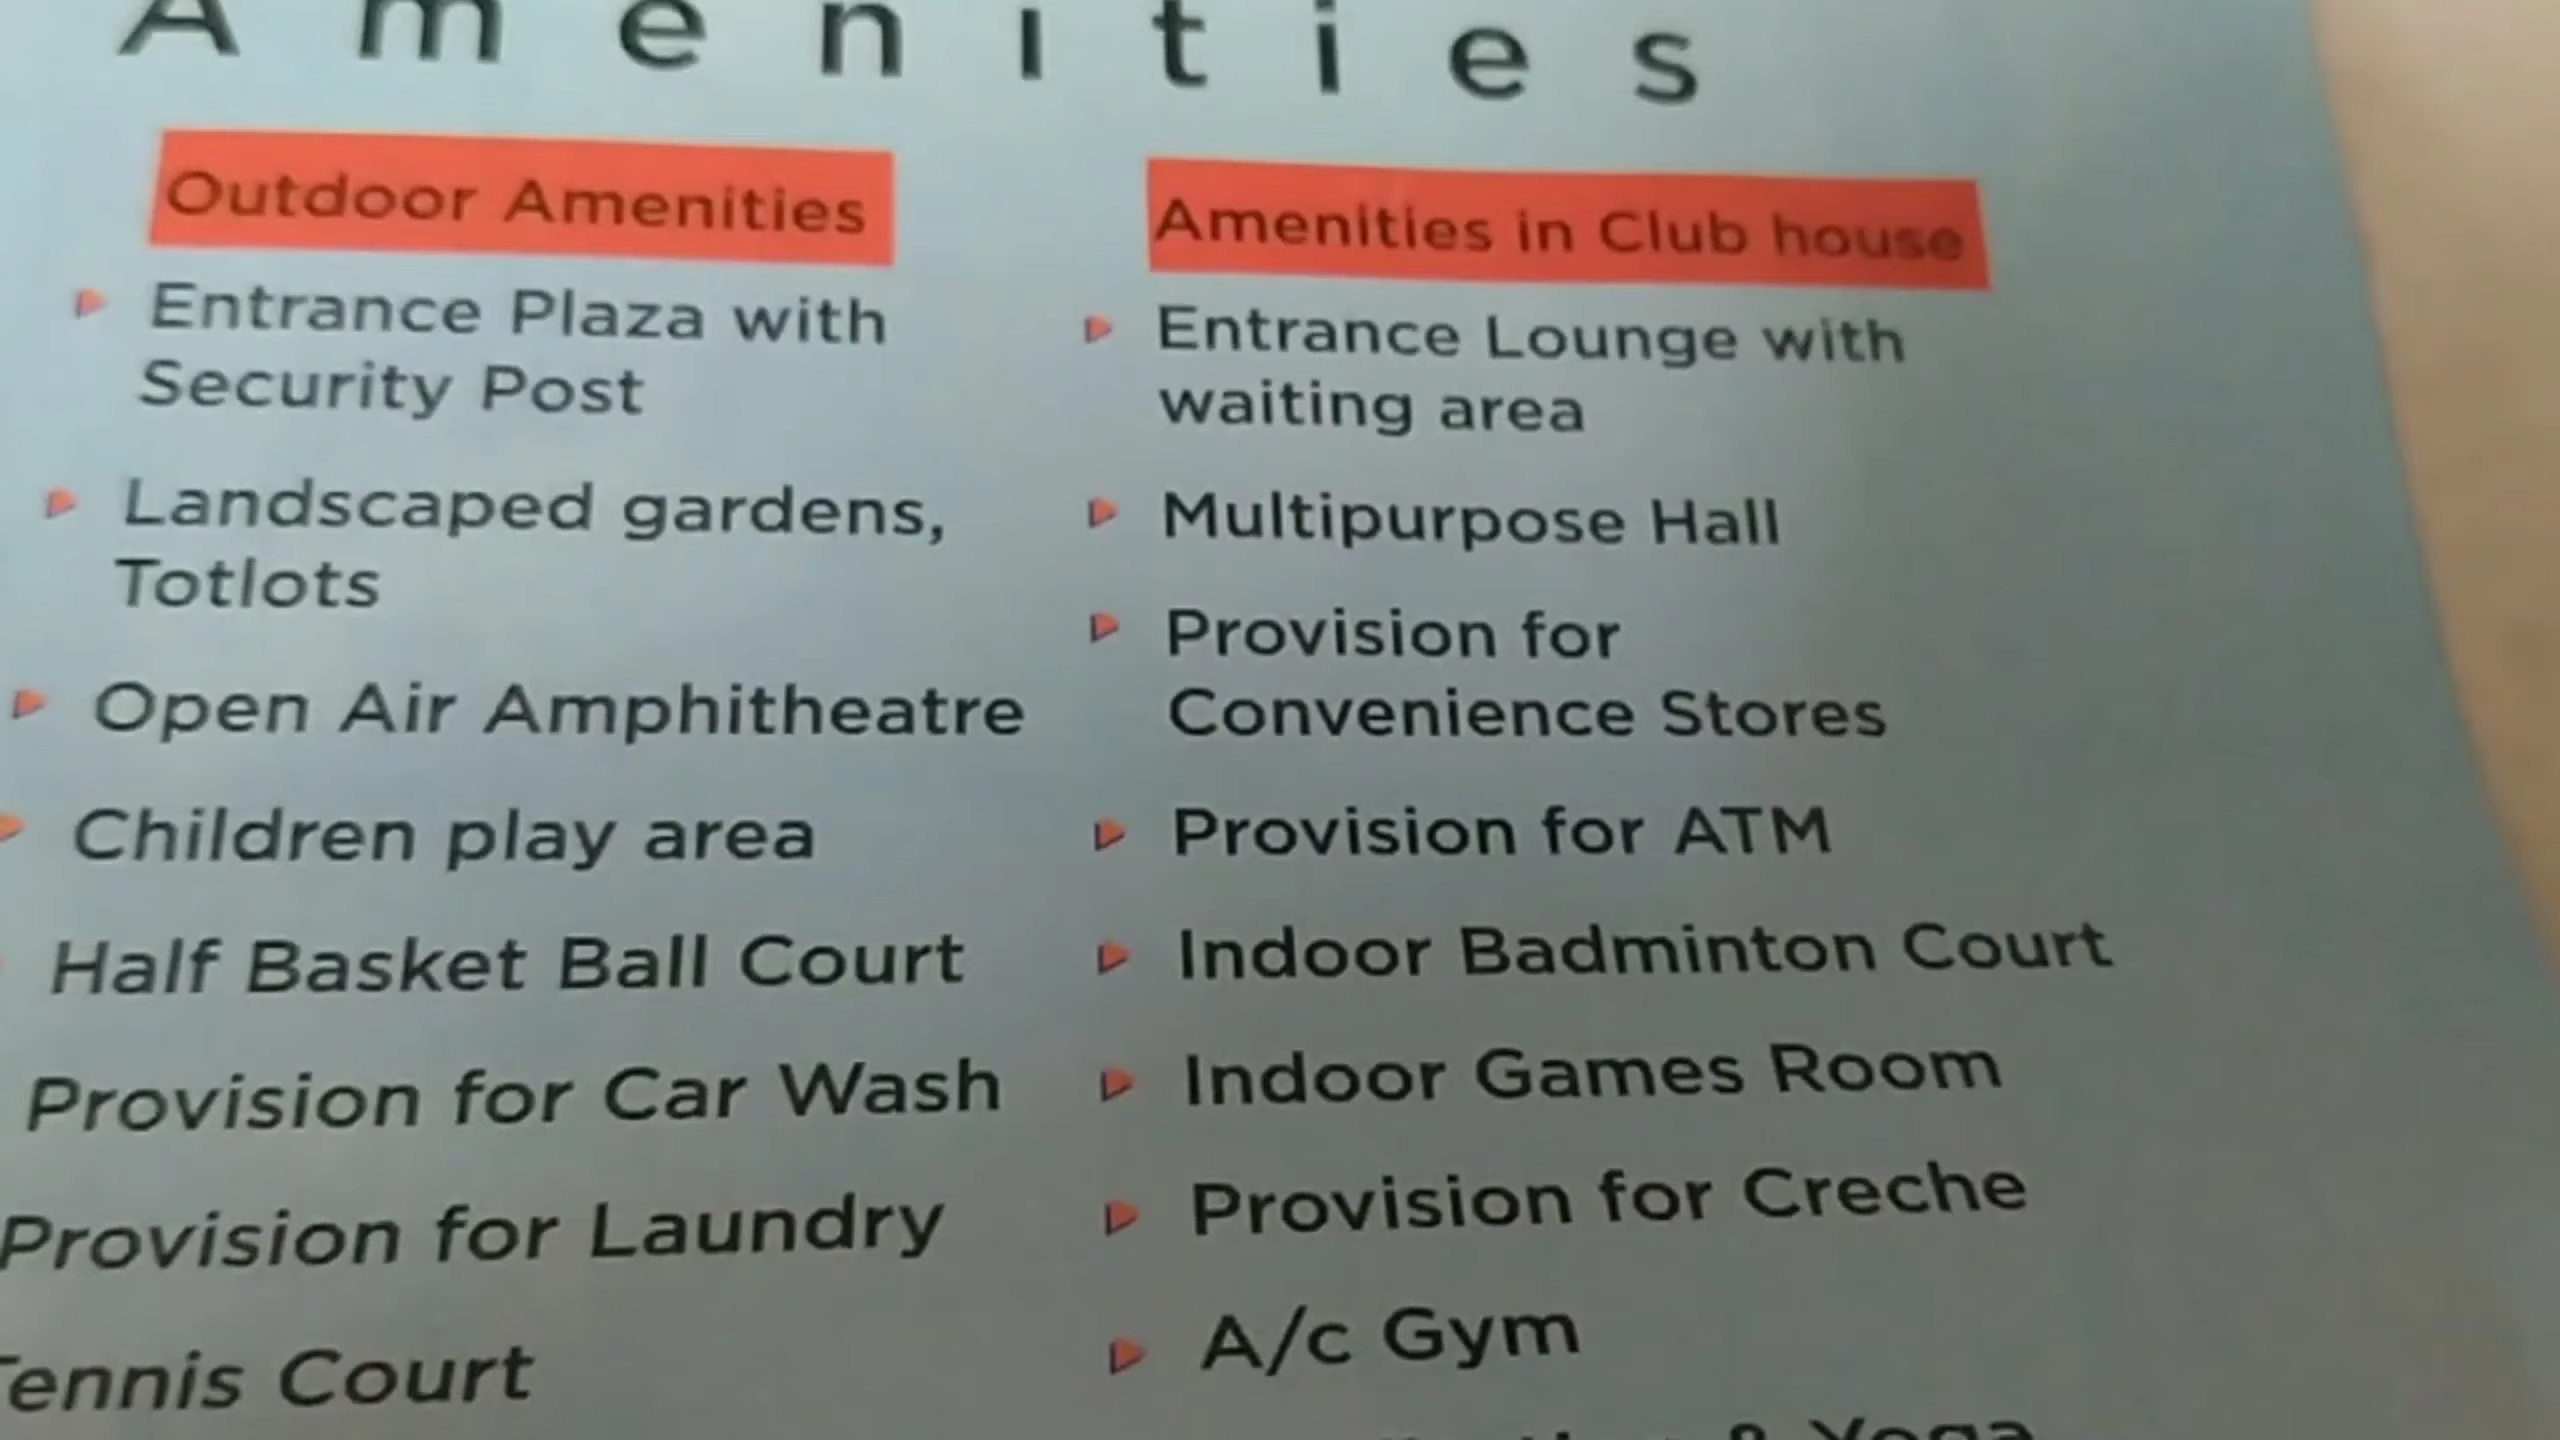 Amenities
Outdoor Amenities
Entrance Plaza with
Security Post
Landscaped gardens,
Totlots
Open Air Amphitheatre
Children play area
Half Basket Ball Court
Provision for Car Wash
Provision for Laundry
Tennis Court
Amenities in Club house
Entrance Lounge with
waiting area
Multipurpose Hall
Provision for
Convenience Stores
Provision for ATM
Indoor Badminton Court
Indoor Games Room
Provision for Creche
A/c Gym
& Yoga